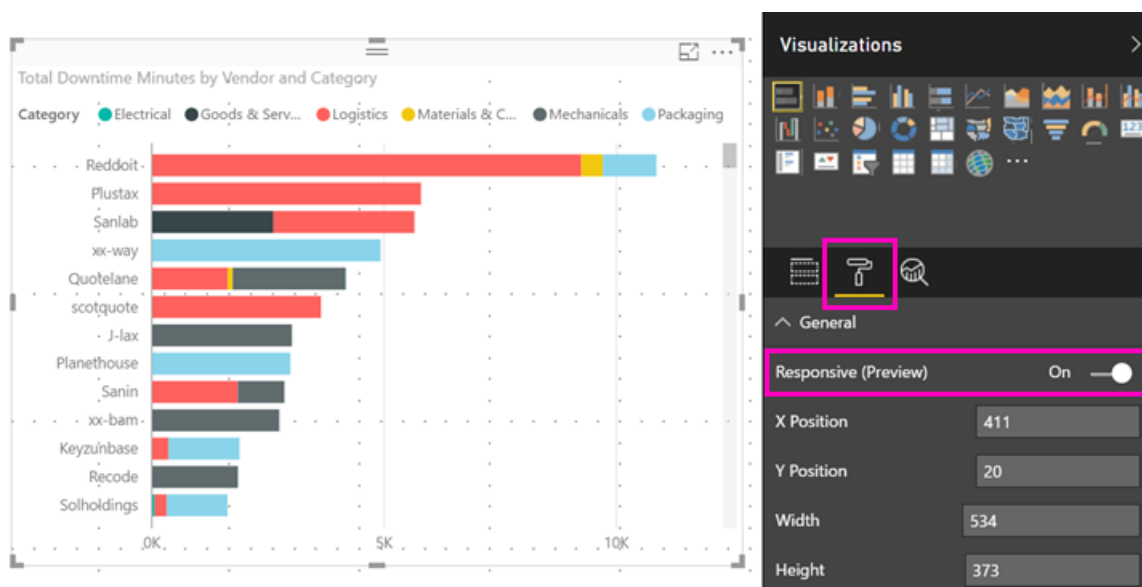 Total Downtime Minutes by Vendor and Category
Category Electrical Goods & Serv... Logistics Materials & C... Mechanicals Packaging
Reddoit
Plustax
Sanlab
xx-way
Quotelane
scotquote
J-lax
Planethouse
Sanin
xx-bam
Keyzunbase
Recode
Solholdings
0K 5K 10K
Visualizations
123
General
Responsive (Preview) On
X Position 411
Y Position 20
Width 534
Height 373